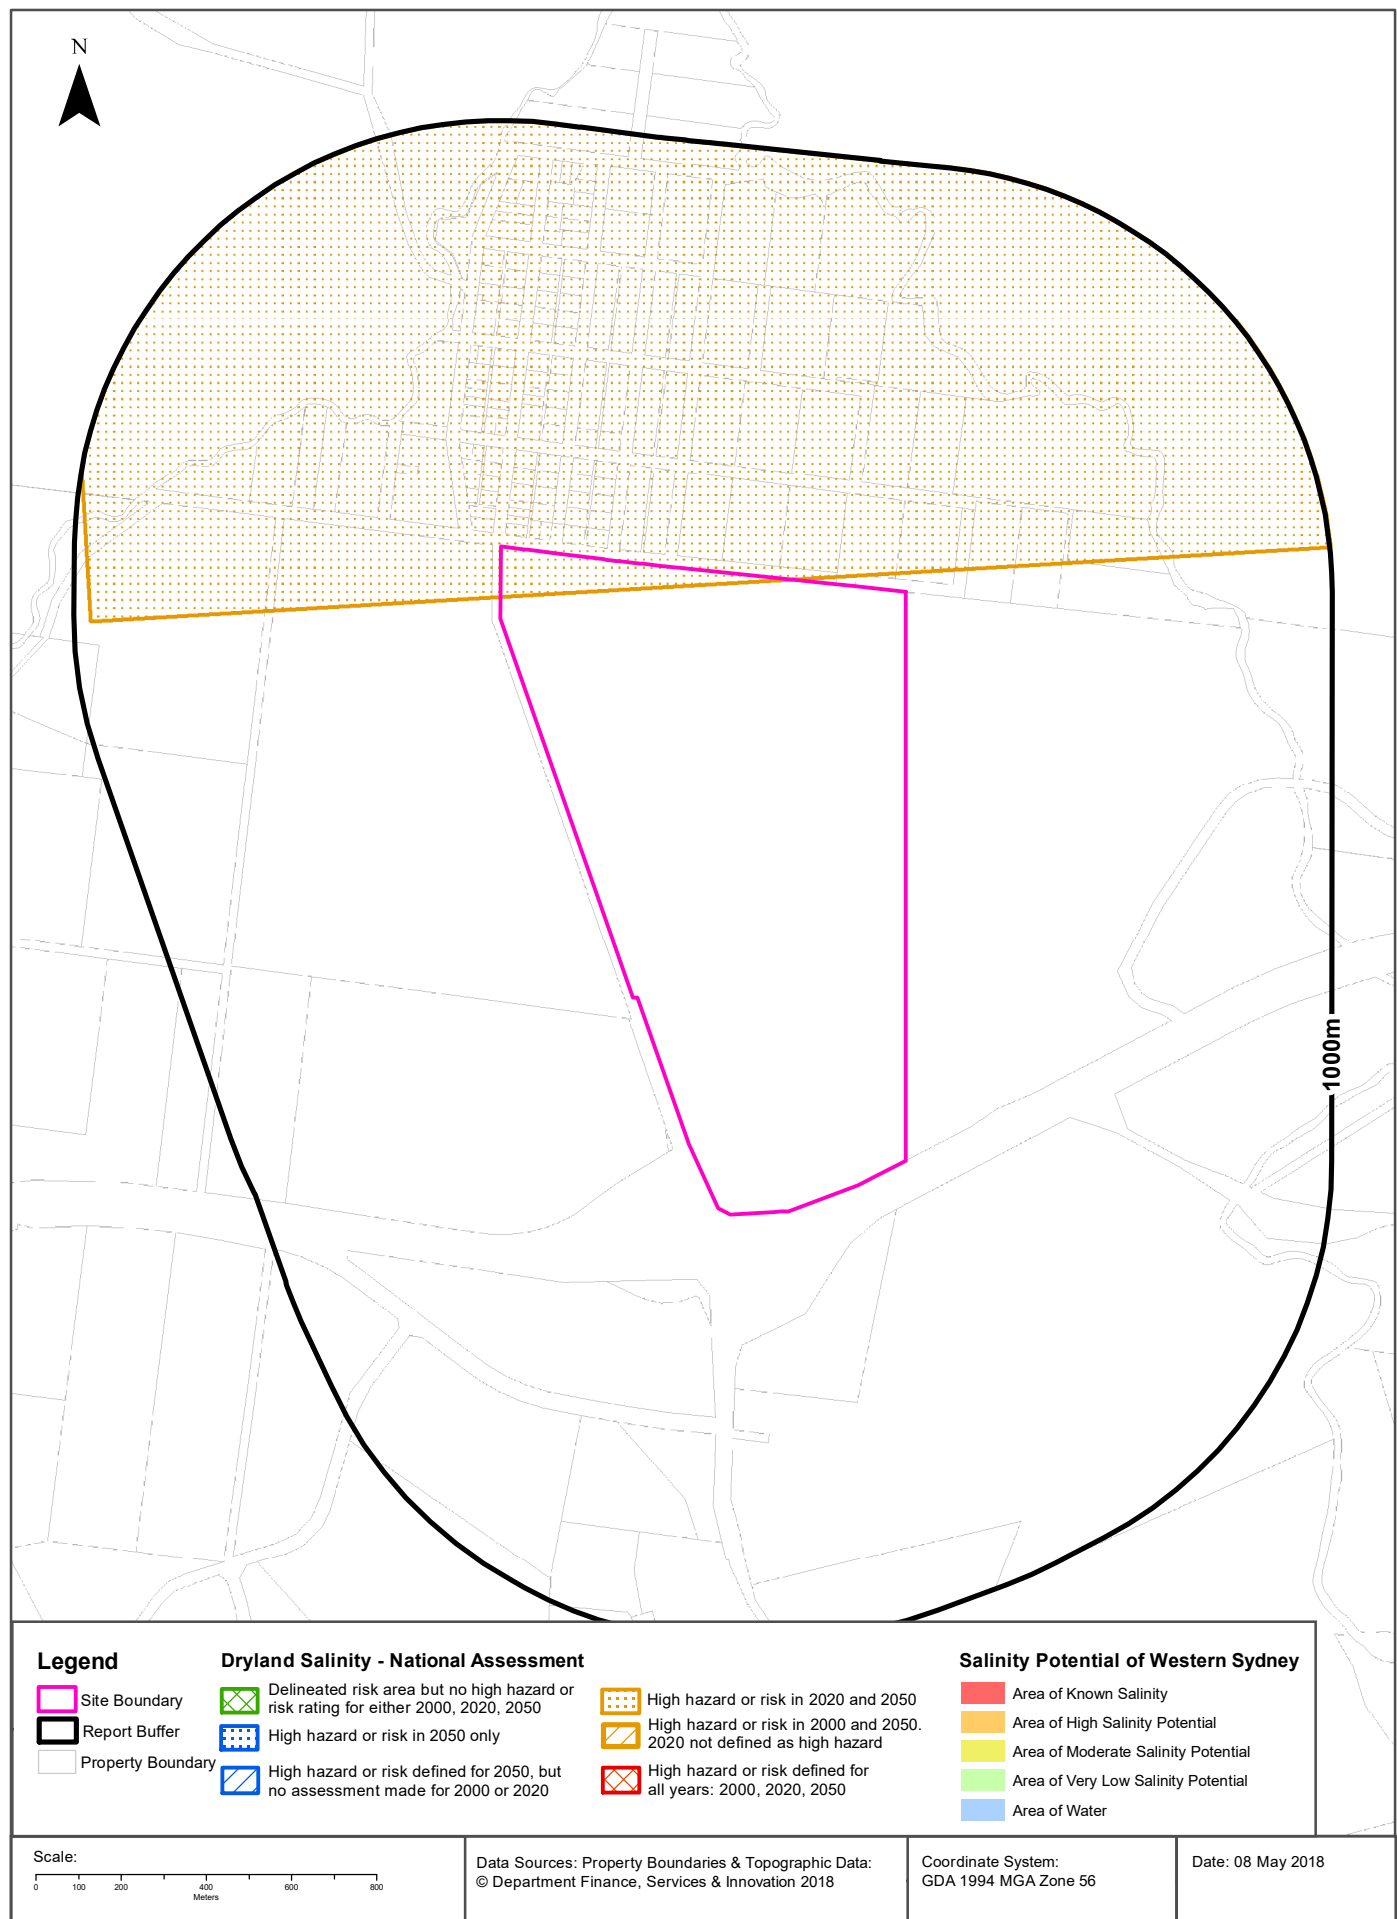 N
1000m
Legend
Site Boundary
Report Buffer
Property Boundary
Dryland Salinity - National Assessment
Delineated risk area but no high hazard or
risk rating for either 2000, 2020, 2050
High hazard or risk in 2050 only
High hazard or risk defined for 2050, but
no assessment made for 2000 or 2020
High hazard or risk in 2020 and 2050
High hazard or risk in 2000 and 2050.
2020 not defined as high hazard
High hazard or risk defined for
all years: 2000, 2020, 2050
Salinity Potential of Western Sydney
Area of Known Salinity
Area of High Salinity Potential
Area of Moderate Salinity Potential
Area of Very Low Salinity Potential
Area of Water
Scale:
0 100 200 400 600 800
Meters
Data Sources: Property Boundaries & Topographic Data:
© Department Finance, Services & Innovation 2018
Coordinate System:
GDA 1994 MGA Zone 56
Date: 08 May 2018